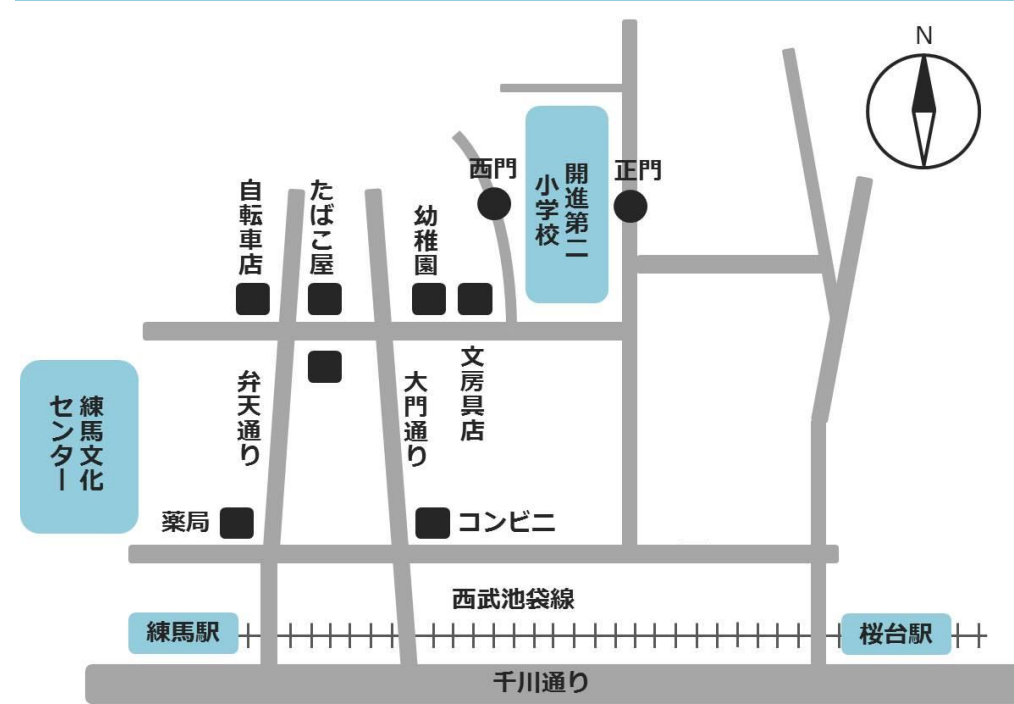 N
西門
開進第二
小学校
正門
自転車店
たばこ屋
幼稚園
文房具店
練馬文化
センター
弁天通り
大門通り
薬局
コンビニ
西武池袋線
練馬駅
桜台駅
千川通り